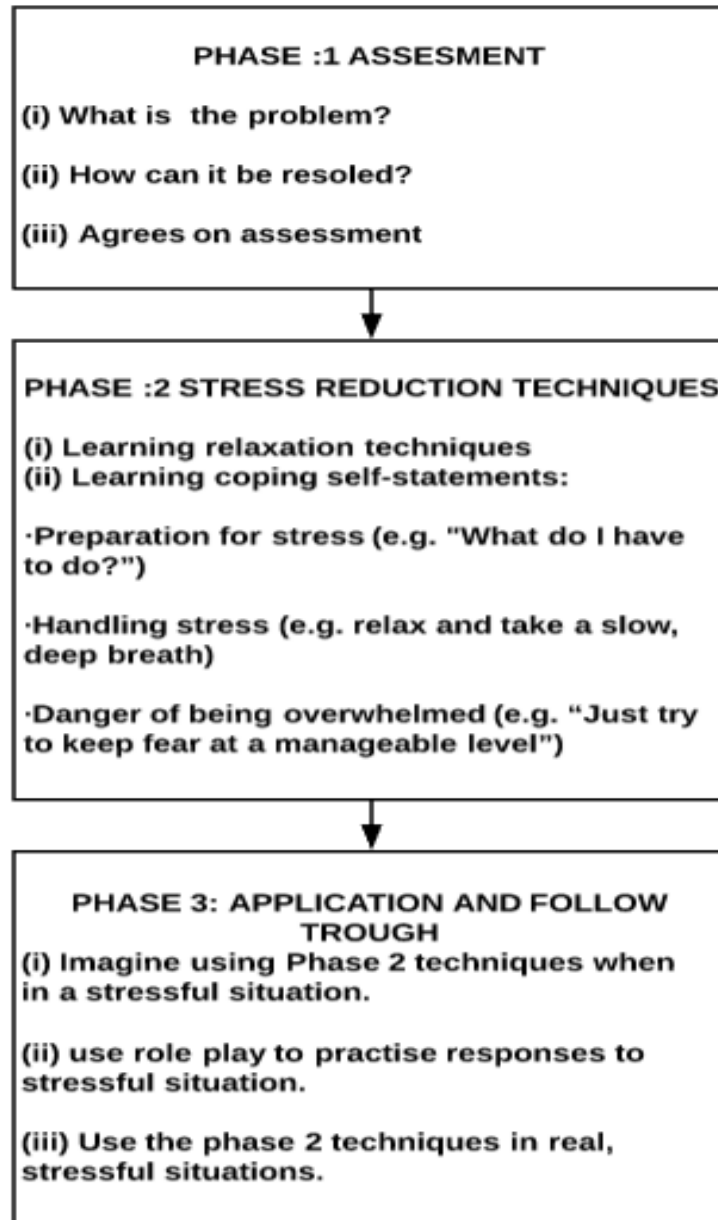 PHASE :1 ASSESMENT
(i) What is the problem?
(ii) How can it be resoled?
(iii) Agrees on assessment
PHASE :2 STRESS REDUCTION TECHNIQUES
(i) Learning relaxation techniques
(ii) Learning coping self-statements:
·Preparation for stress (e.g. "What do I have
to do?”)
·Handling stress (e.g. relax and take a slow,
deep breath)
·Danger of being overwhelmed (e.g. “Just try
to keep fear at a manageable level”)
PHASE 3: APPLICATION AND FOLLOW
TROUGH
(i) Imagine using Phase 2 techniques when
in a stressful situation.
(ii) use role play to practise responses to
stressful situation.
(iii) Use the phase 2 techniques in real,
stressful situations.